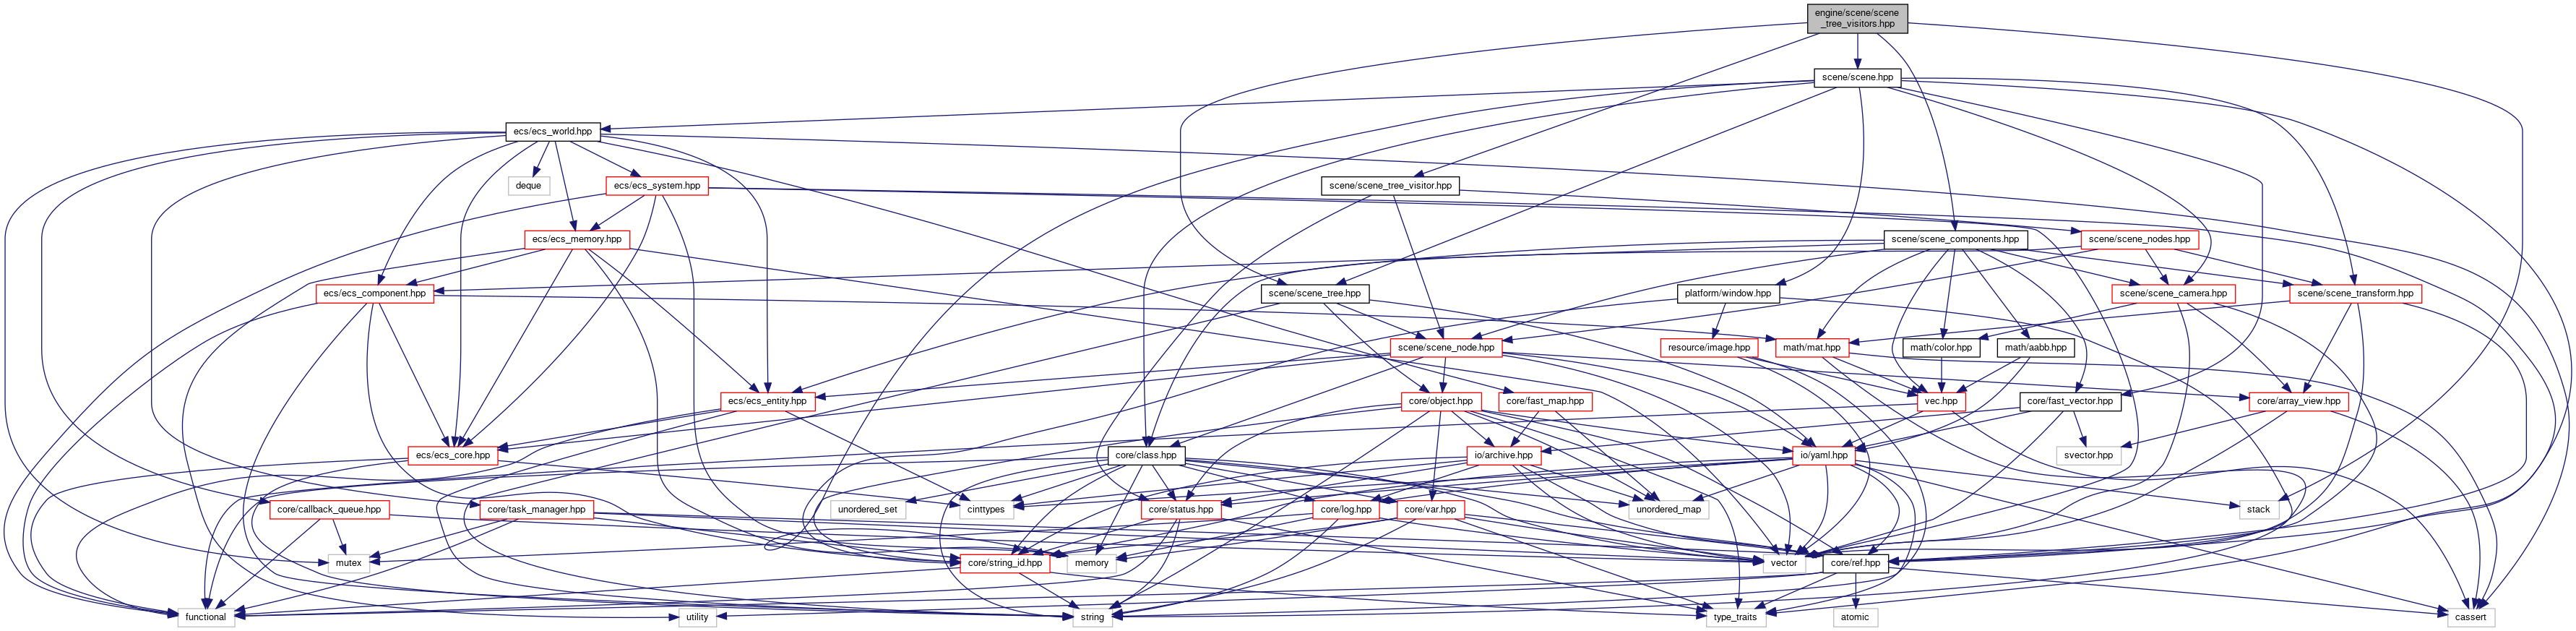 engine/scene/scene
_tree_visitors.hpp
scene/scene.hpp
ecs/ecs_world.hpp
deque
ecs/ecs_system.hpp
scene/scene_tree_visitor.hpp
ecs/ecs_memory.hpp
scene/scene_components.hpp
scene/scene_nodes.hpp
ecs/ecs_component.hpp
scene/scene_tree.hpp
platform/window.hpp
scene/scene_camera.hpp
scene/scene_transform.hpp
scene/scene_node.hpp
resource/image.hpp
math/mat.hpp
math/color.hpp
math/aabb.hpp
ecs/ecs_entity.hpp
core/object.hpp
core/fast_map.hpp
vec.hpp
core/fast_vector.hpp
core/array_view.hpp
ecs/ecs_core.hpp
core/class.hpp
io/archive.hpp
io/yaml.hpp
svector.hpp
core/callback_queue.hpp
core/task_manager.hpp
unordered_set
cinttypes
core/status.hpp
core/log.hpp
core/var.hpp
unordered_map
stack
mutex
core/string_id.hpp
memory
vector
core/ref.hpp
functional
utility
string
type_traits
atomic
cassert